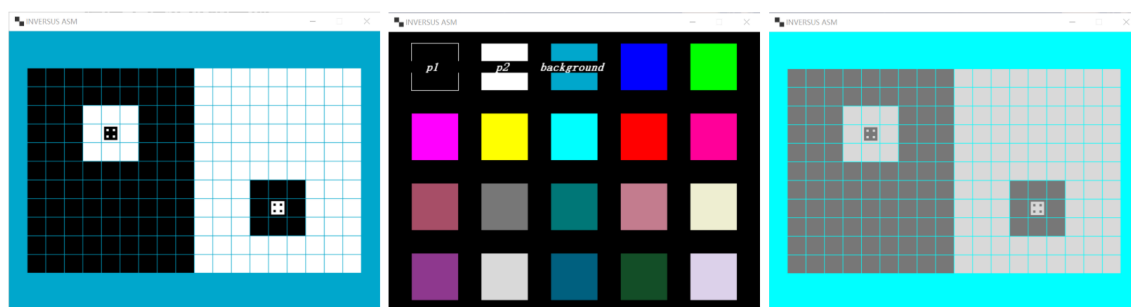 INVERSUS ASM
INVERSUS ASM
INVERSUS ASM
p1
p2
background